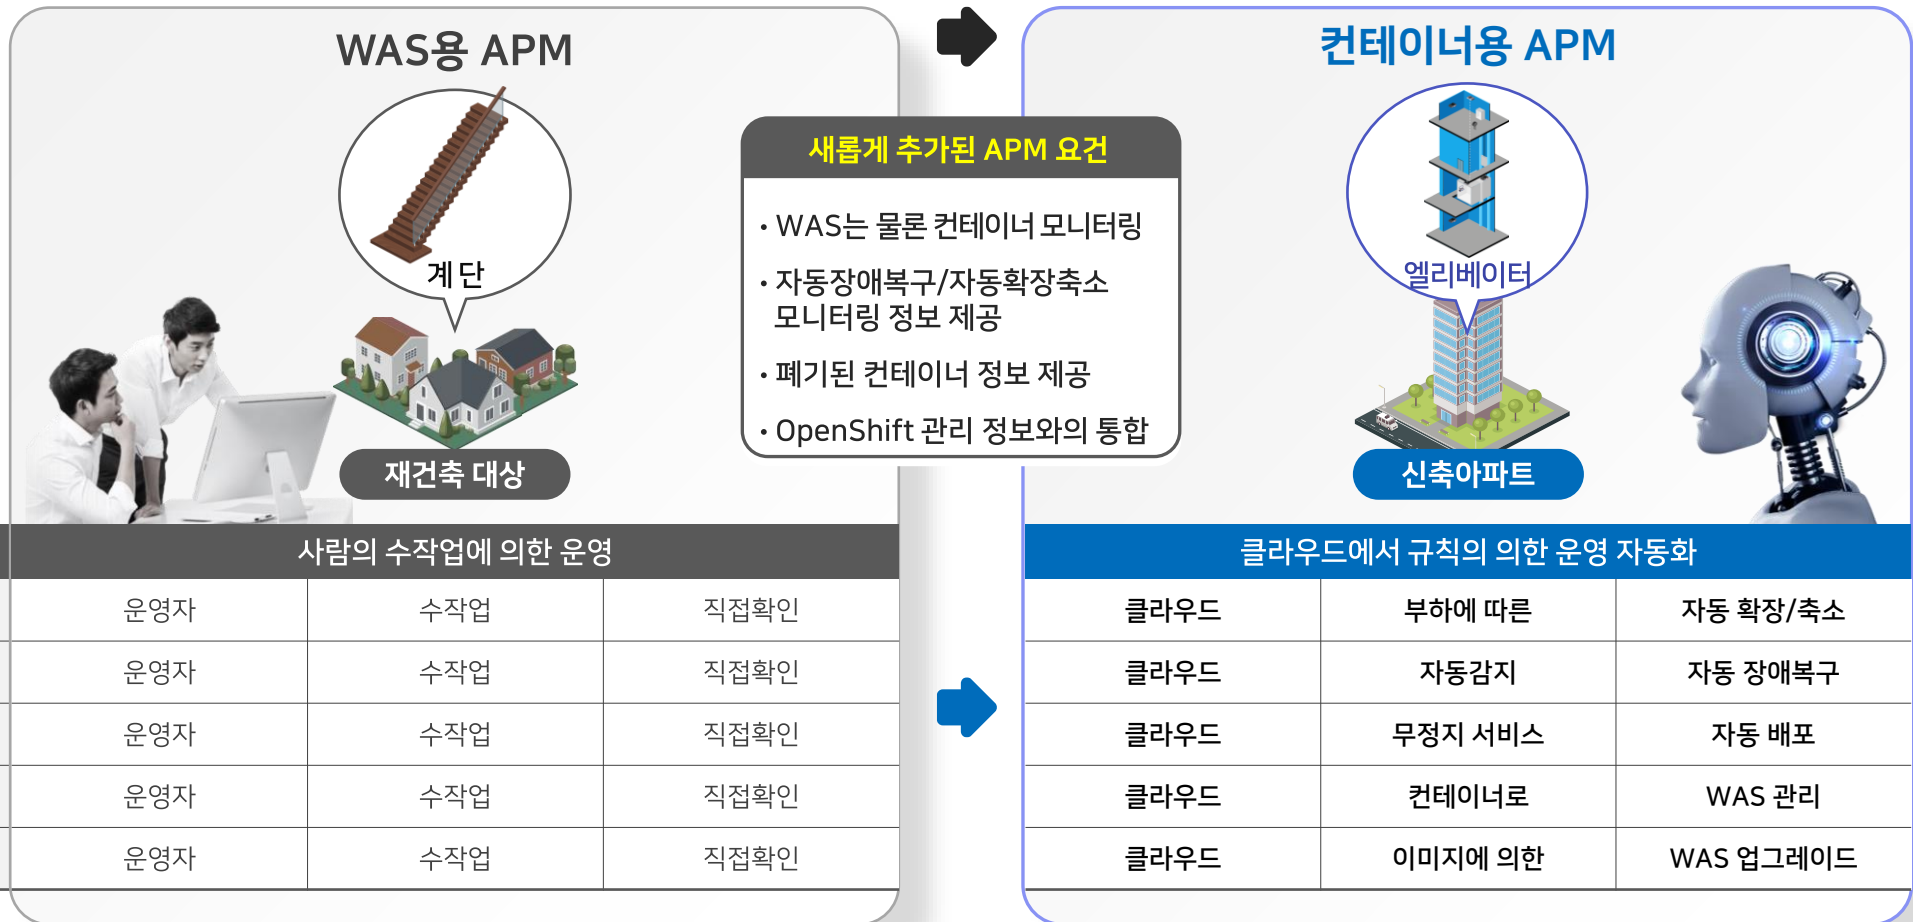 WAS용 APM
계단
재건축 대상
새롭게 추가된 APM 요건
· WAS는 물론 컨테이너 모니터링
· 자동장애복구/자동확장축소
모니터링 정보 제공
· 폐기된 컨테이너 정보 제공
· OpenShift 관리 정보와의 통합
컨테이너용 APM
엘리베이터
신축아파트
사람의 수작업에 의한 운영
운영자 수작업 직접확인
운영자 수작업 직접확인
운영자 수작업 직접확인
운영자 수작업 직접확인
운영자 수작업 직접확인
클라우드에서 규칙의 의한 운영 자동화
클라우드 부하에 따른 자동 확장/축소
클라우드 자동감지 자동 장애복구
클라우드 무정지 서비스 자동 배포
클라우드 컨테이너로 WAS 관리
클라우드 이미지에 의한 WAS 업그레이드